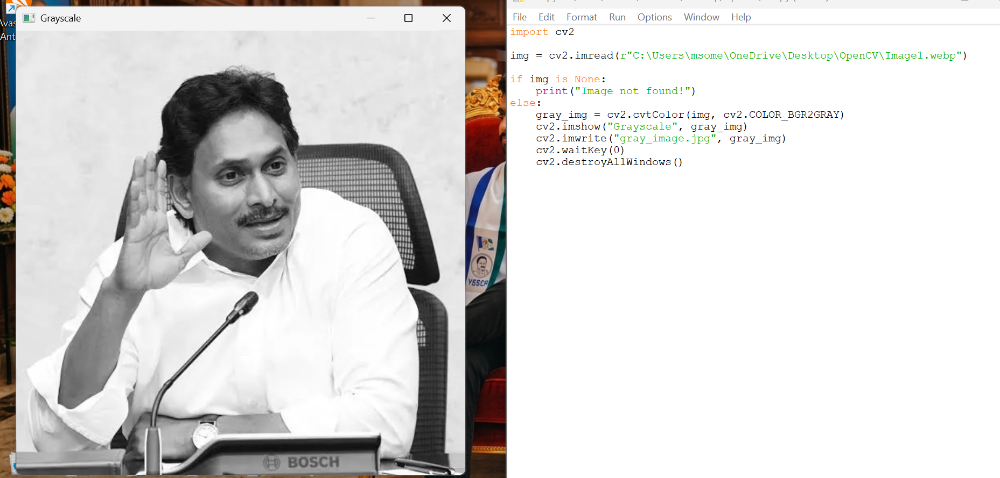 Avas
Anti
Grayscale
BOSCH
YSSCP
File Edit Format Run Options Window Help
import cv2
img = cv2.imread(r"C:\Users\msome\OneDrive\Desktop\OpenCV\Image1.webp")
if img is None:
    print("Image not found!")
else:
    gray_img = cv2.cvtColor(img, cv2.COLOR_BGR2GRAY)
    cv2.imshow("Grayscale", gray_img)
    cv2.imwrite("gray_image.jpg", gray_img)
    cv2.waitKey(0)
    cv2.destroyAllWindows()